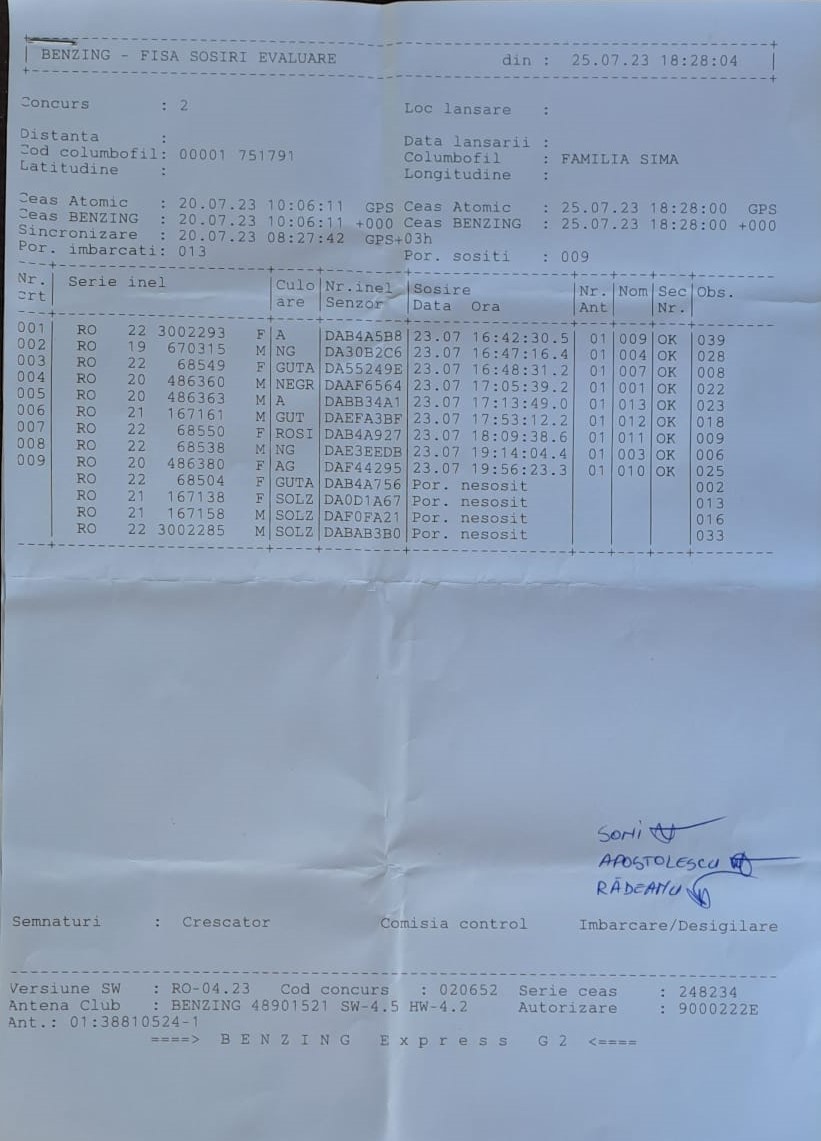 BENZING - FISA SOSIRI EVALUARE din : 25.07.23 18:28:04
Concurs : 2 Loc lansare :
Distanta : Data lansarii :
Cod columbofil: 00001 751791 Columbofil : FAMILIA SIMA
Latitudine : Longitudine :
Ceas Atomic : 20.07.23 10:06:11 GPS Ceas Atomic : 25.07.23 18:28:00 GPS
Ceas BENZING : 20.07.23 10:06:11 +000 Ceas BENZING : 25.07.23 18:28:00 +000
Sincronizare : 20.07.23 08:27:42 GPS+03h
Por. imbarcati: 013 Por. sositi : 009
Nr. Serie inel Culo Nr.inel Sosire Nr. Nom Sec Obs.
crt are Senzor Data Ora Ant Nr.
001 RO 22 3002293 F A DAB4A5B8 23.07 16:42:30.5 01 009 OK 039
002 RO 19 670315 M NG DA30B2C6 23.07 16:47:16.4 01 004 OK 028
003 RO 22 68549 F GUTA DA55249E 23.07 16:48:31.2 01 007 OK 008
004 RO 20 486360 M NEGR DAAF6564 23.07 17:05:39.2 01 001 OK 022
005 RO 20 486363 M A DABB34A1 23.07 17:13:49.0 01 013 OK 023
006 RO 21 167161 M GUT DAEFA3BF 23.07 17:53:12.2 01 012 OK 018
007 RO 22 68550 F ROSI DAB4A927 23.07 18:09:38.6 01 011 OK 009
008 RO 22 68538 M NG DAE3EEDB 23.07 19:14:04.4 01 003 OK 006
009 RO 20 486380 F AG DAF44295 23.07 19:56:23.3 01 010 OK 025
RO 22 68504 F GUTA DAB4A756 Por. nesosit 002
RO 21 167138 F SOLZ DA0D1A67 Por. nesosit 013
RO 21 167158 M SOLZ DAF0FA21 Por. nesosit 016
RO 22 3002285 M SOLZ DABAB3B0 Por. nesosit 033
SOMI
APOSTOLESCU
RĂDEANU
Semnaturi : Crescator Comisia control Imbarcare/Desigilare
Versiune SW : RO-04.23 Cod concurs : 020652 Serie ceas : 248234
Antena Club : BENZING 48901521 SW-4.5 HW-4.2 Autorizare : 9000222E
Ant.: 01:38810524-1
====> B E N Z I N G E x p r e s s G 2 <====